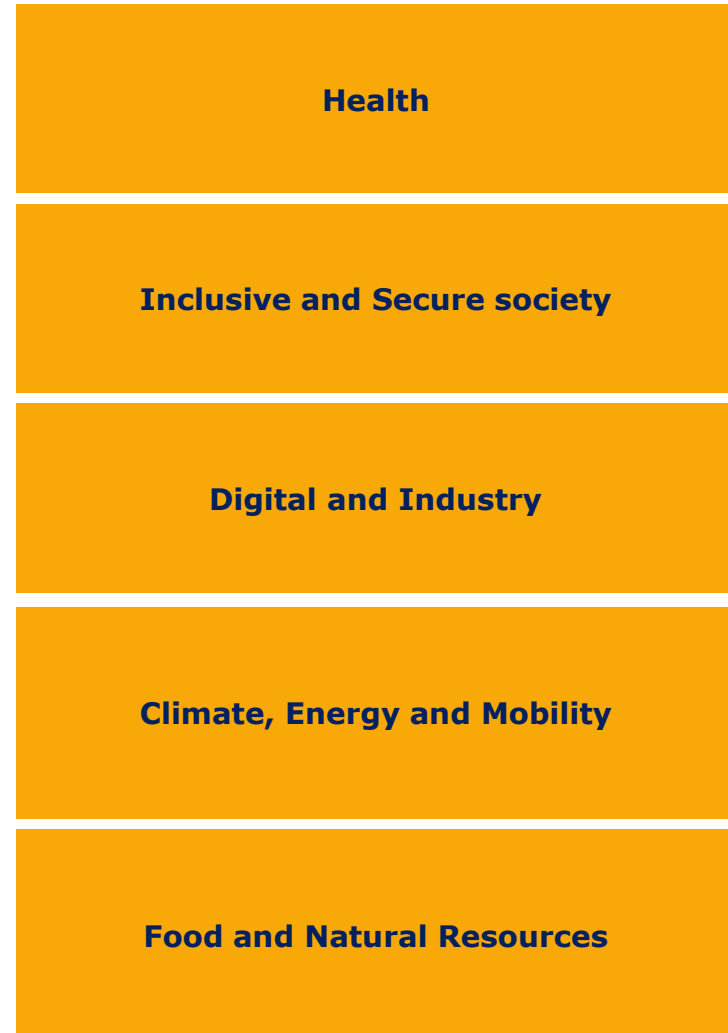 Health
Inclusive and Secure society
Digital and Industry
Climate, Energy and Mobility
Food and Natural Resources